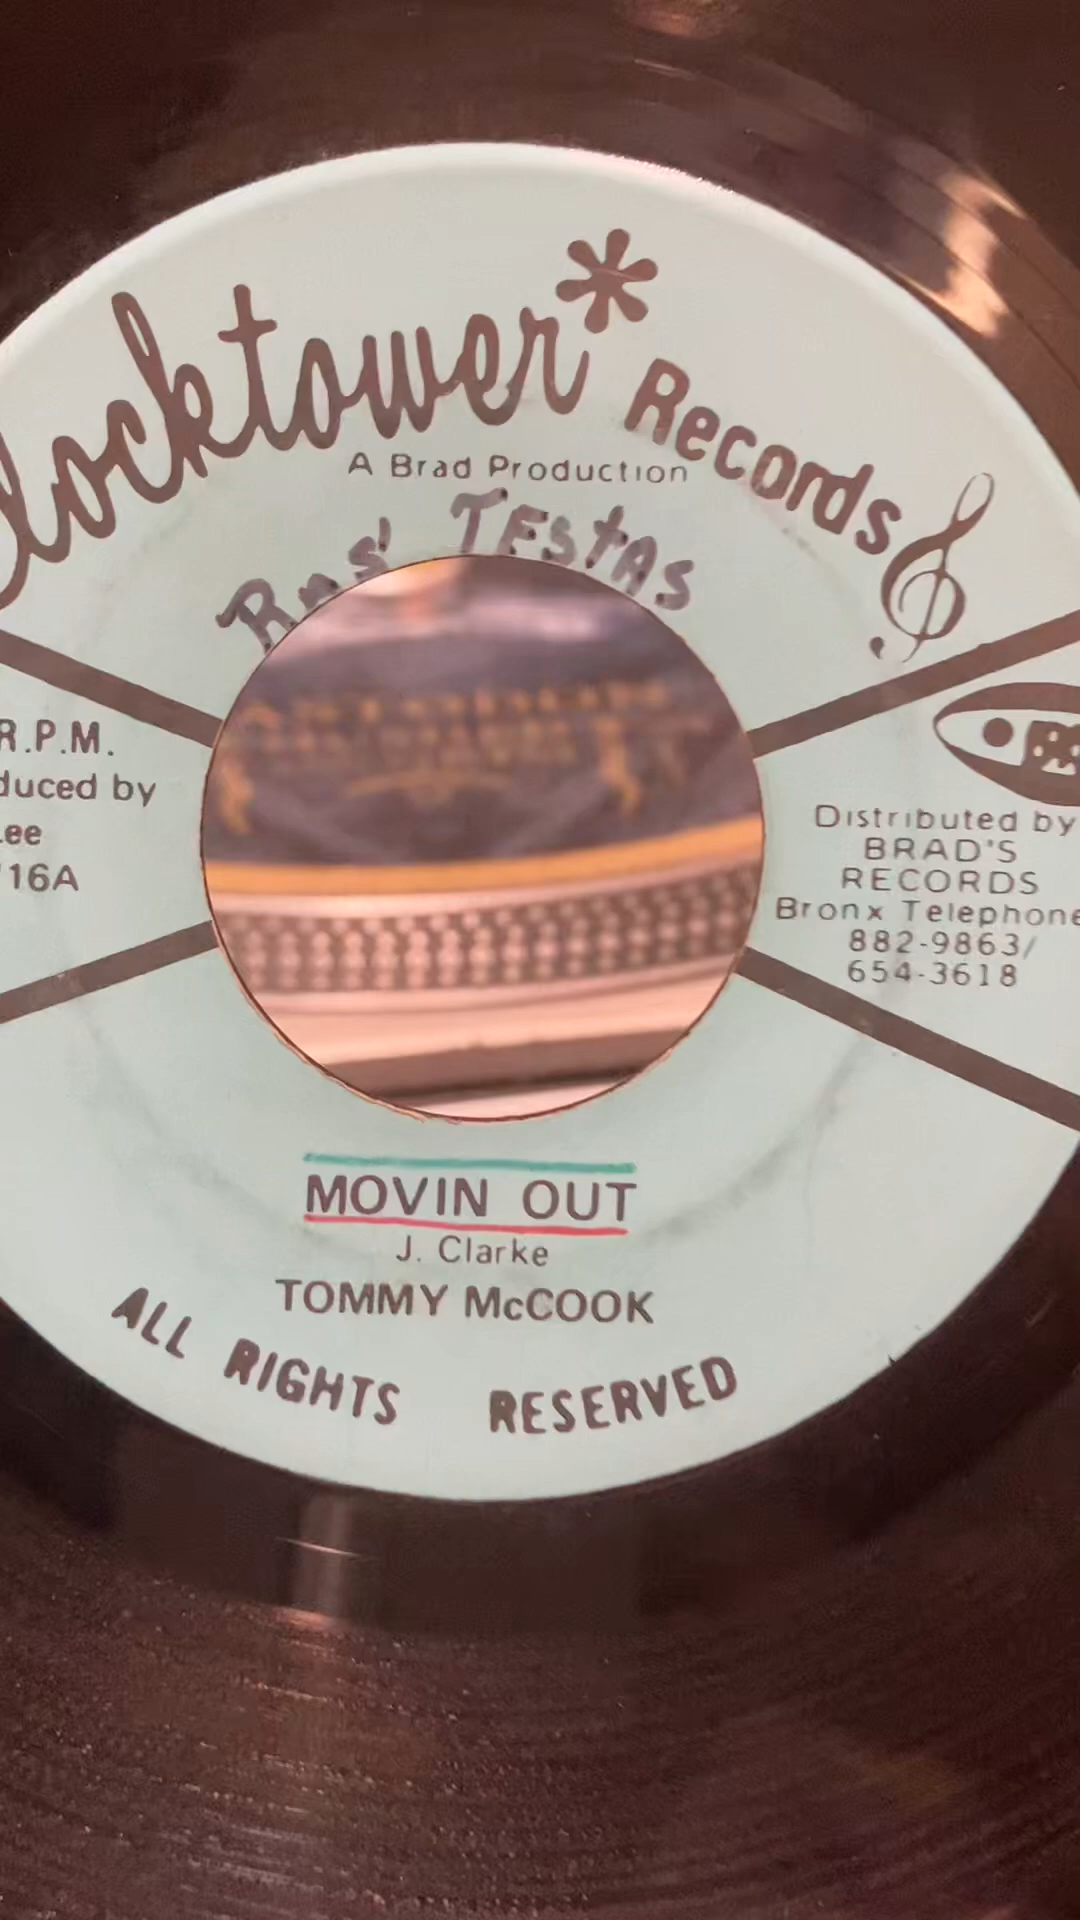 Clocktower Records
A Brad Production
Ras' TEStAS
R.P.M.
duced by
Lee
16A
Distributed by
BRAD'S
RECORDS
Bronx Telephone
882-9863/
654-3618
MOVIN OUT
J. Clarke
TOMMY McCOOK
ALL RIGHTS RESERVED